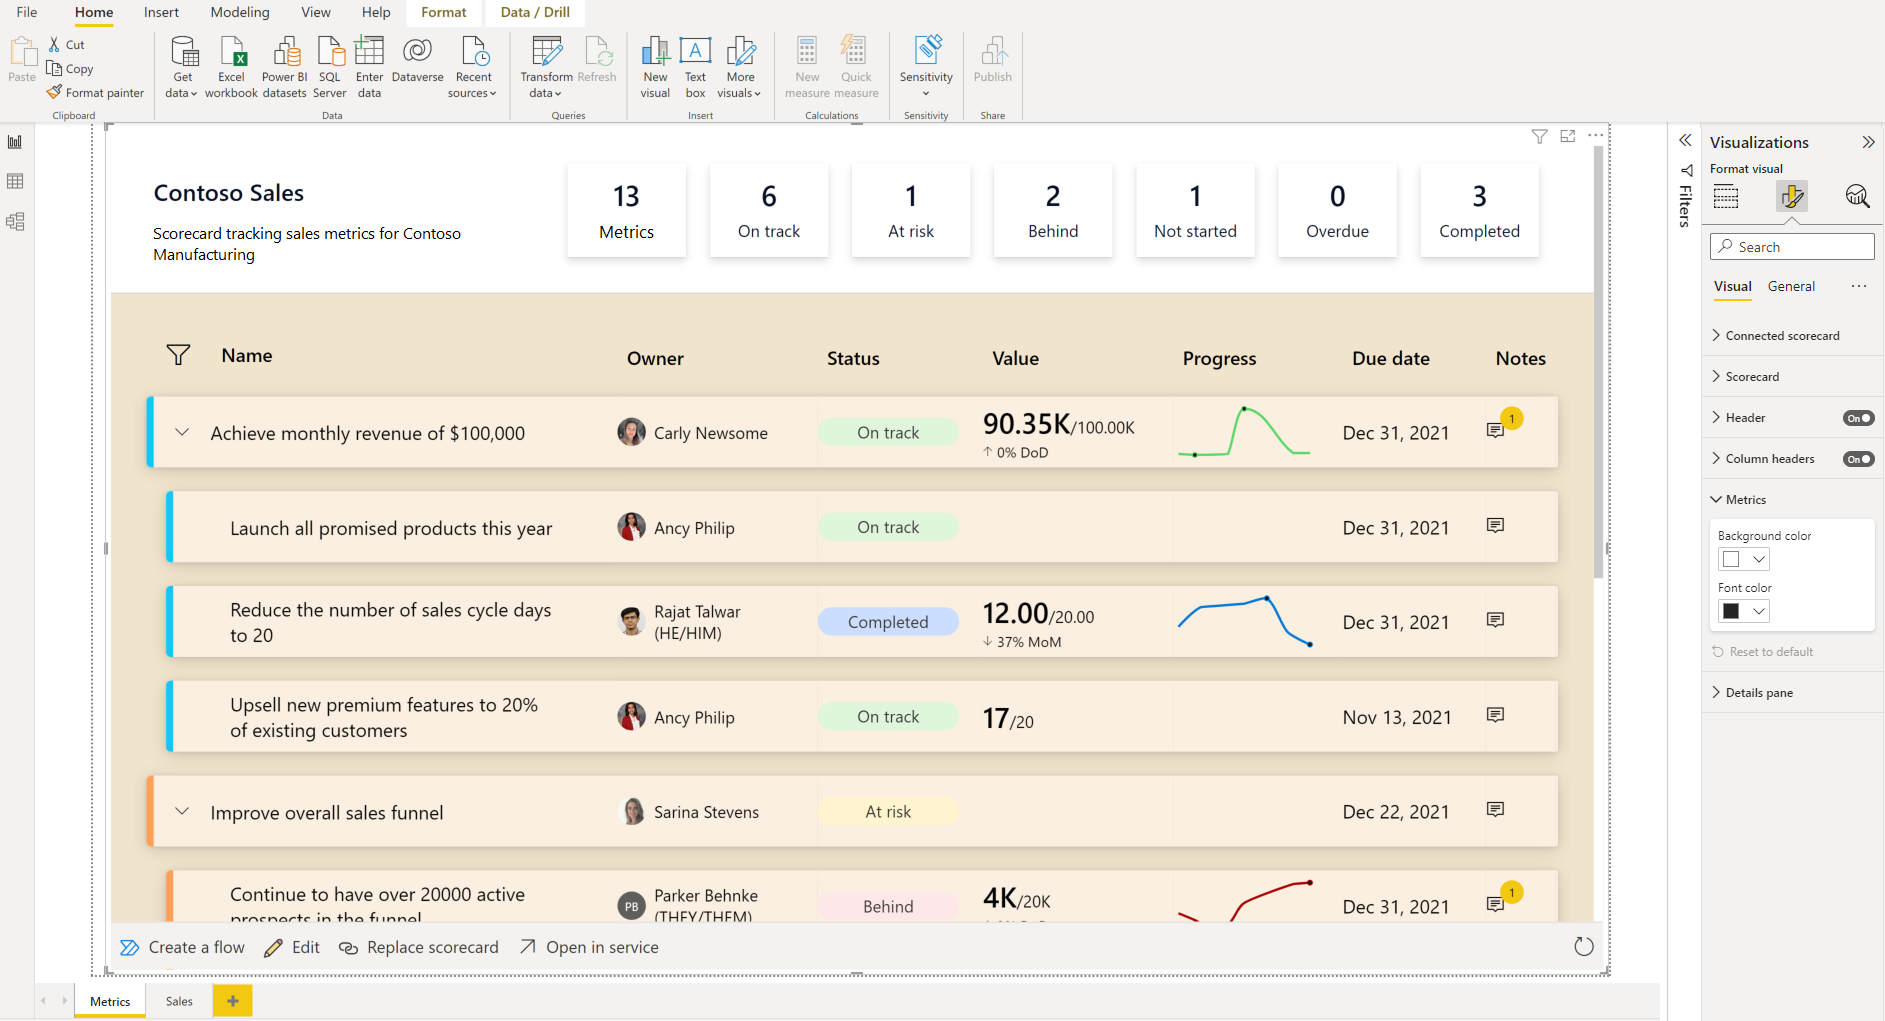 File Home Insert Modeling View Help Format Data / Drill
Paste
Cut
Copy
Format painter
Clipboard
Get data
Excel workbook
Power BI datasets
SQL Server
Enter data
Dataverse
Recent sources
Data
Transform data
Refresh
Queries
New visual
A
Text box
More visuals
Insert
New measure
Quick measure
Calculations
Sensitivity
Sensitivity
Publish
Share
Contoso Sales
Scorecard tracking sales metrics for Contoso
Manufacturing
13 Metrics
6 On track
1 At risk
2 Behind
1 Not started
0 Overdue
3 Completed
Name Owner Status Value Progress Due date Notes
Achieve monthly revenue of $100,000 Carly Newsome On track 90.35K/100.00K Dec 31, 2021 1
↑ 0% DoD
Launch all promised products this year Ancy Philip On track Dec 31, 2021
Reduce the number of sales cycle days
to 20
Rajat Talwar
(HE/HIM)
Completed 12.00/20.00 Dec 31, 2021
↓ 37% MoM
Upsell new premium features to 20%
of existing customers
Ancy Philip On track 17/20 Nov 13, 2021
Improve overall sales funnel Sarina Stevens At risk Dec 22, 2021
Continue to have over 20000 active
prospects in the funnel
PB Parker Behnke
(THEY/THEM)
Behind 4K/20K Dec 31, 2021 1
Create a flow Edit Replace scorecard Open in service
Metrics Sales +
Filters
Visualizations
Format visual
Search
Visual General ...
Connected scorecard
Scorecard
Header On
Column headers On
Metrics
Background color
Font color
Reset to default
Details pane